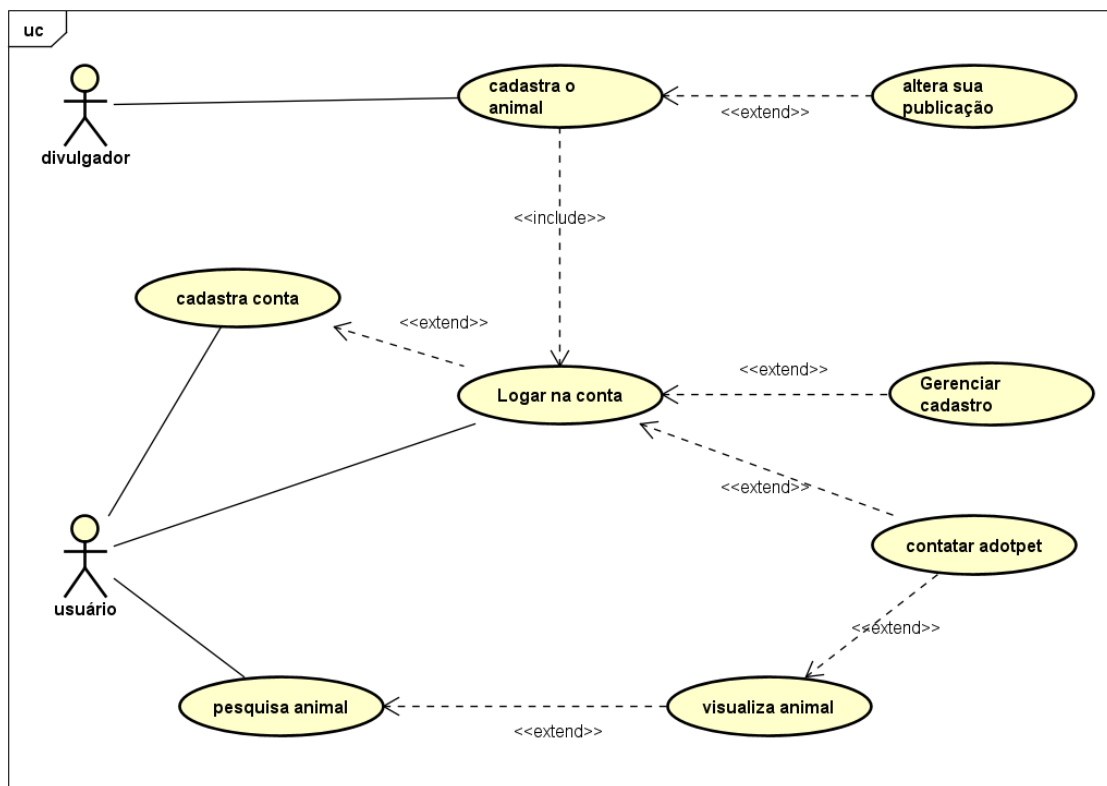 uc
cadastra o
animal
altera sua
publicação
<<extend>>
divulgador
<<include>>
cadastra conta
<<extend>>
Logar na conta
<<extend>>
Gerenciar
cadastro
<<extend>>
contatar adotpet
usuário
<<extend>>
pesquisa animal
visualiza animal
<<extend>>